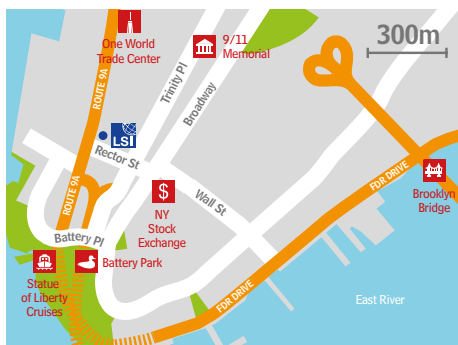 One World
Trade Center
9/11
Memorial
300m
ROUTE 9A
Trinity Pl
Broadway
LSI
Rector St
FDR DRIVE
Brooklyn
Bridge
ROUTE 9A
$
NY
Stock
Exchange
Wall St
Battery Pl
Battery Park
Statue
of Liberty
Cruises
FDR DRIVE
East River